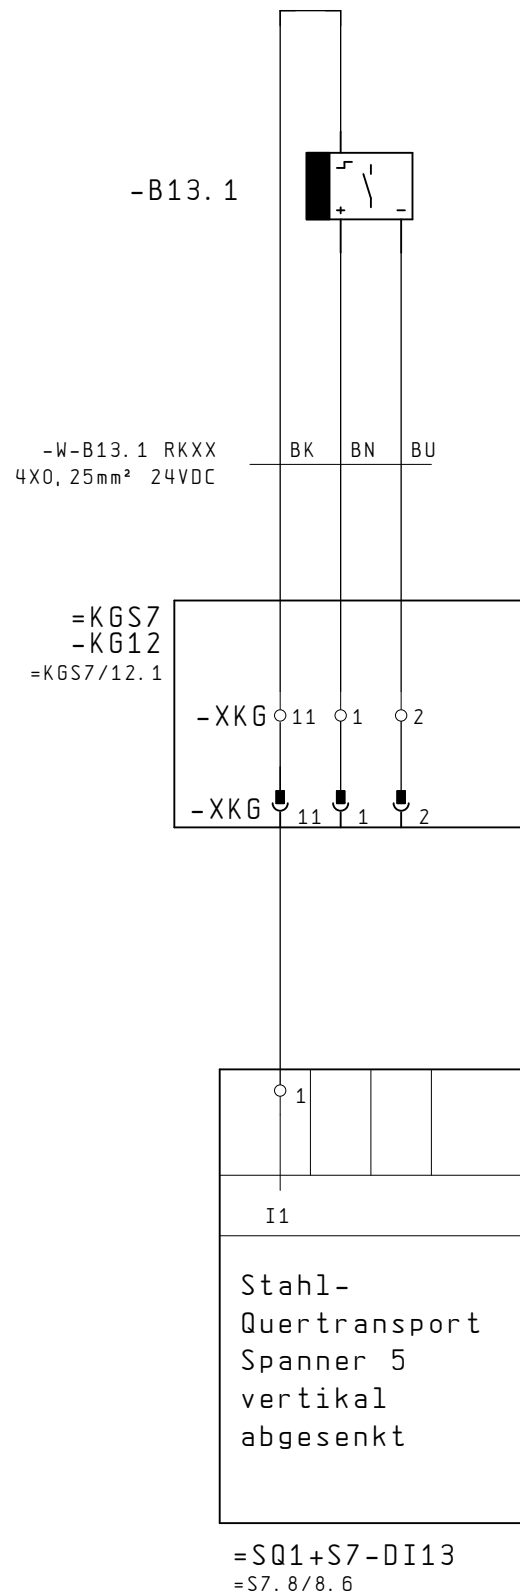 -B13.1
+ -
-W-B13.1 RKXX BK BN BU
4X0,25mm² 24VDC
=KGS7
-KG12
=KGS7/12.1
-XKG 11 1 2
-XKG 11 1 2
1
I1
Stahl-
Quertransport
Spanner 5
vertikal
abgesenkt
=SQ1+S7-DI13
=S7.8/8.6